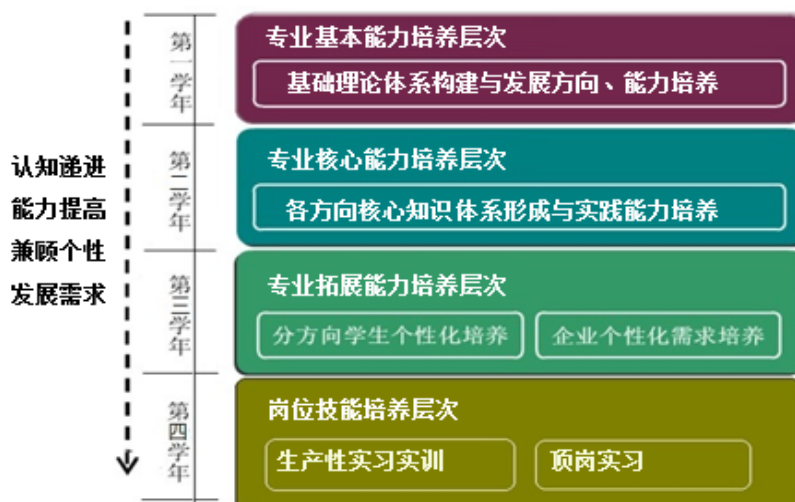 认知递进
能力提高
兼顾个性
发展需求
第一学年
专业基本能力培养层次
基础理论体系构建与发展方向、能力培养
第二学年
专业核心能力培养层次
各方向核心知识体系形成与实践能力培养
第三学年
专业拓展能力培养层次
分方向学生个性化培养
企业个性化需求培养
第四学年
岗位技能培养层次
生产性实习实训
顶岗实习